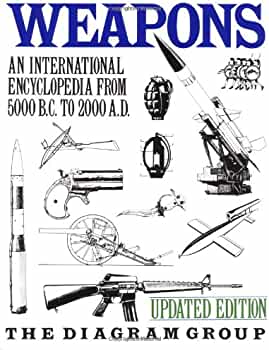 WEAPONS
AN INTERNATIONAL
ENCYCLOPEDIA FROM
5000 B.C. TO 2000 A.D.
UPDATED EDITION
THE DIAGRAM GROUP